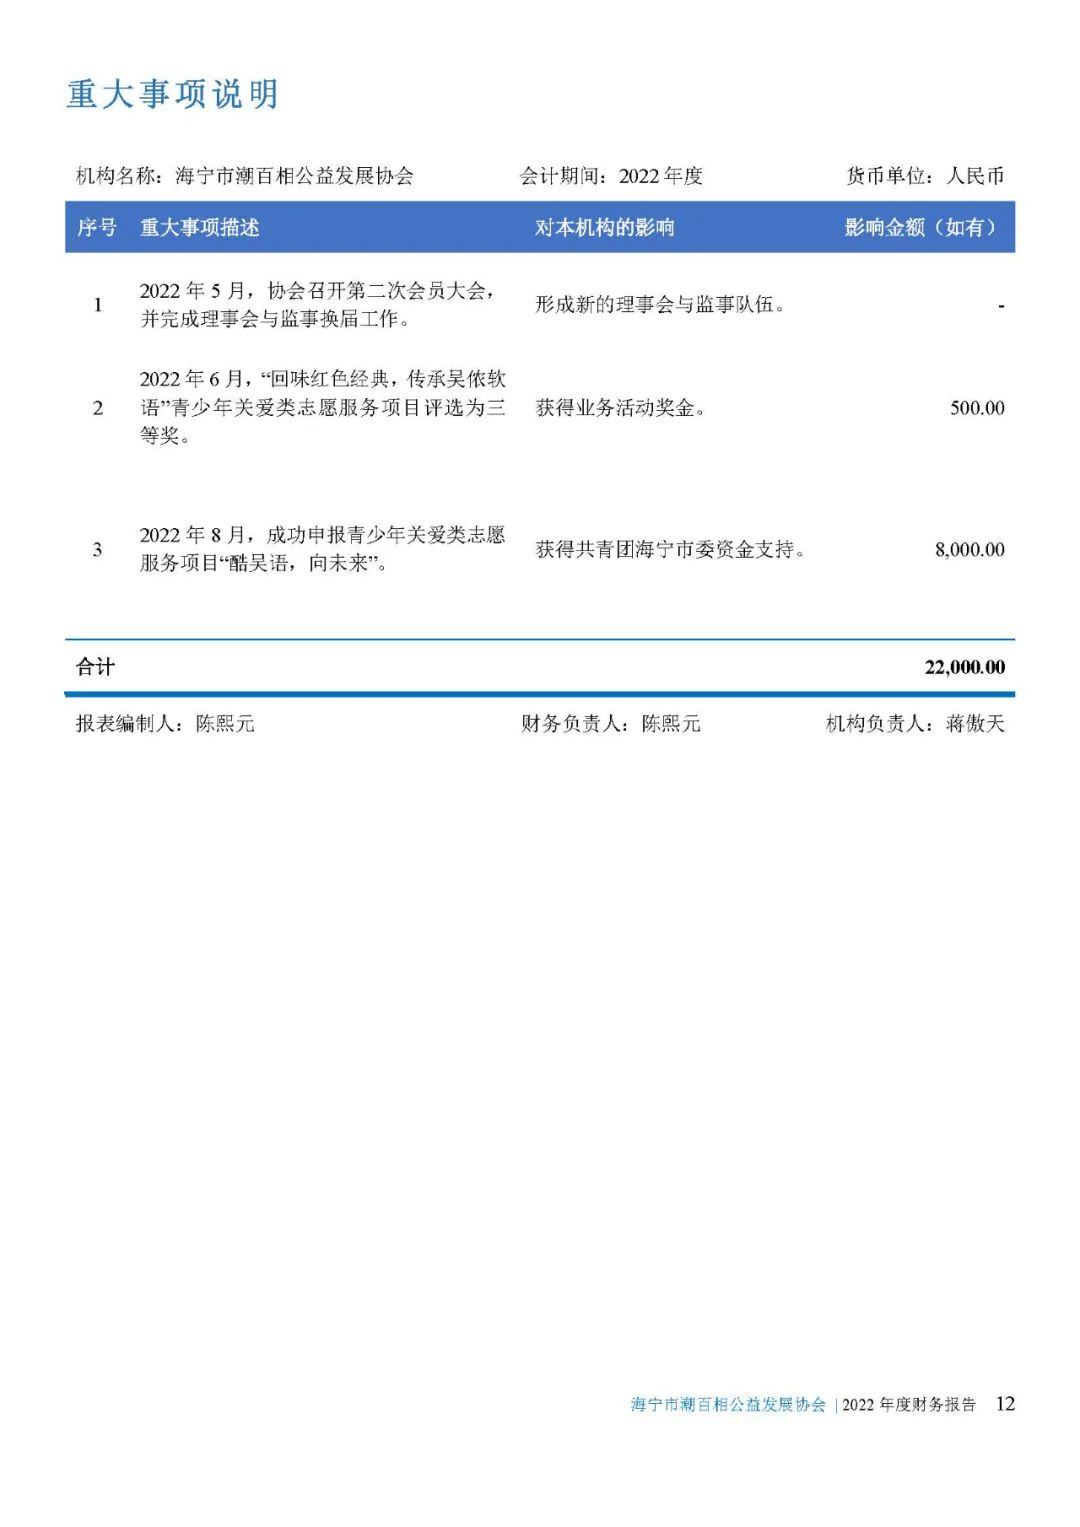 重大事项说明
机构名称：海宁市潮百相公益发展协会 会计期间：2022 年度 货币单位：人民币
序号 重大事项描述 对本机构的影响 影响金额（如有）
1 2022 年 5 月，协会召开第二次会员大会， 形成新的理事会与监事队伍。 -
并完成理事会与监事换届工作。
2022 年 6 月，“回味红色经典，传承吴侬软
2 语”青少年关爱类志愿服务项目评选为三 获得业务活动奖金。 500.00
等奖。
3 2022 年 8 月，成功申报青少年关爱类志愿 获得共青团海宁市委资金支持。 8,000.00
服务项目“酷吴语，向未来”。
合计 22,000.00
报表编制人：陈熙元 财务负责人：陈熙元 机构负责人：蒋傲天
海宁市潮百相公益发展协会 | 2022 年度财务报告 12